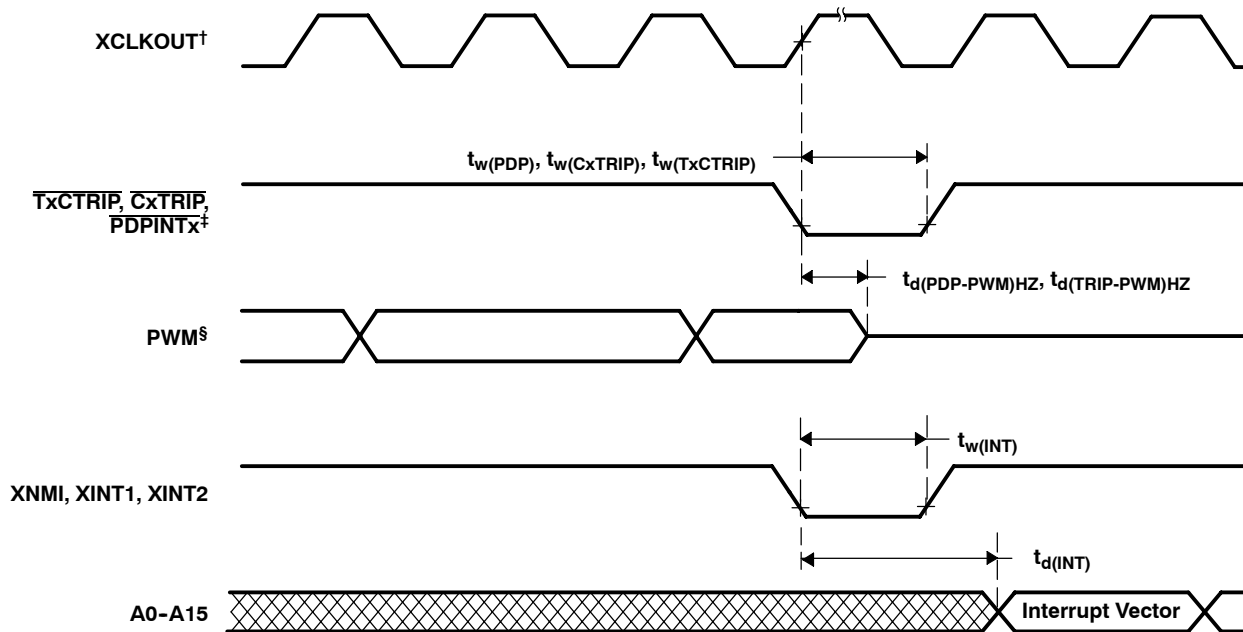 XCLKOUT†
tw(PDP), tw(CxTRIP), tw(TxCTRIP)
TxCTRIP, CxTRIP,
PDPINTx‡
td(PDP-PWM)HZ, td(TRIP-PWM)HZ
PWM§
tw(INT)
XNMI, XINT1, XINT2
td(INT)
A0-A15
Interrupt Vector